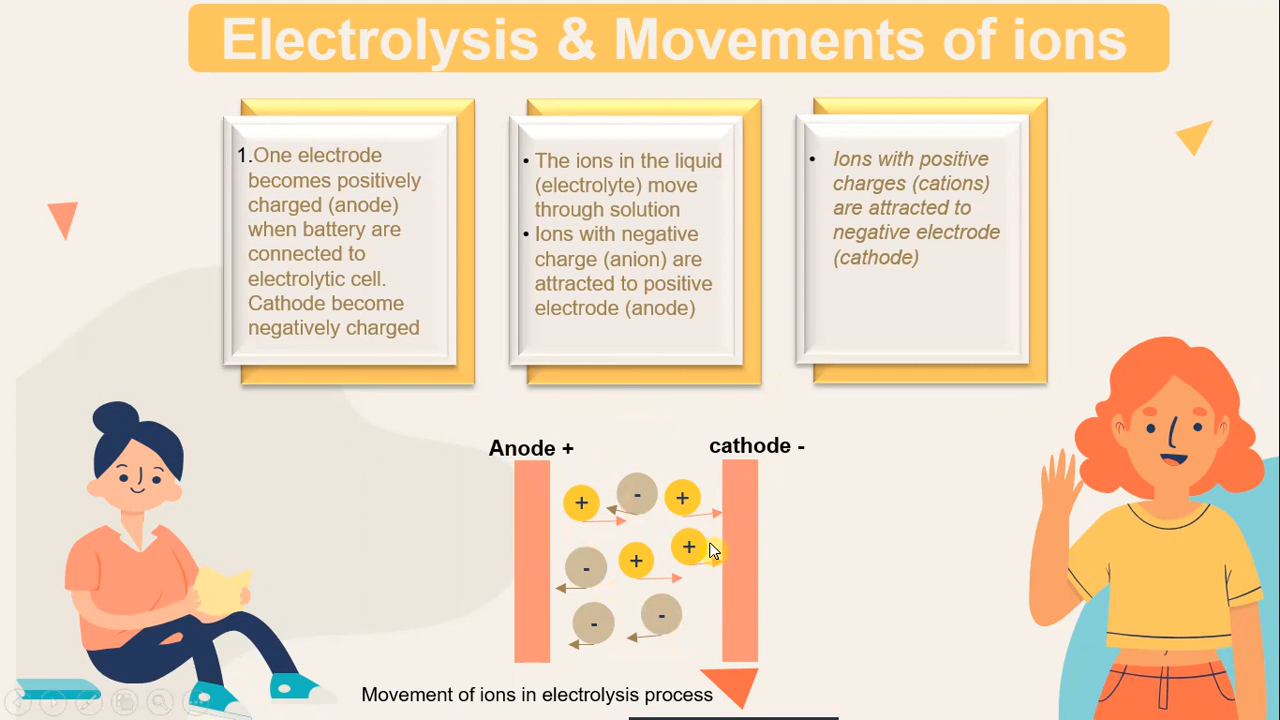 Electrolysis & Movements of ions
1.One electrode
becomes positively
charged (anode)
when battery are
connected to
electrolytic cell.
Cathode become
negatively charged
• The ions in the liquid
(electrolyte) move
through solution
• Ions with negative
charge (anion) are
attracted to positive
electrode (anode)
• Ions with positive
charges (cations)
are attracted to
negative electrode
(cathode)
Anode +
cathode -
+ - +
- + +
- -
Movement of ions in electrolysis process